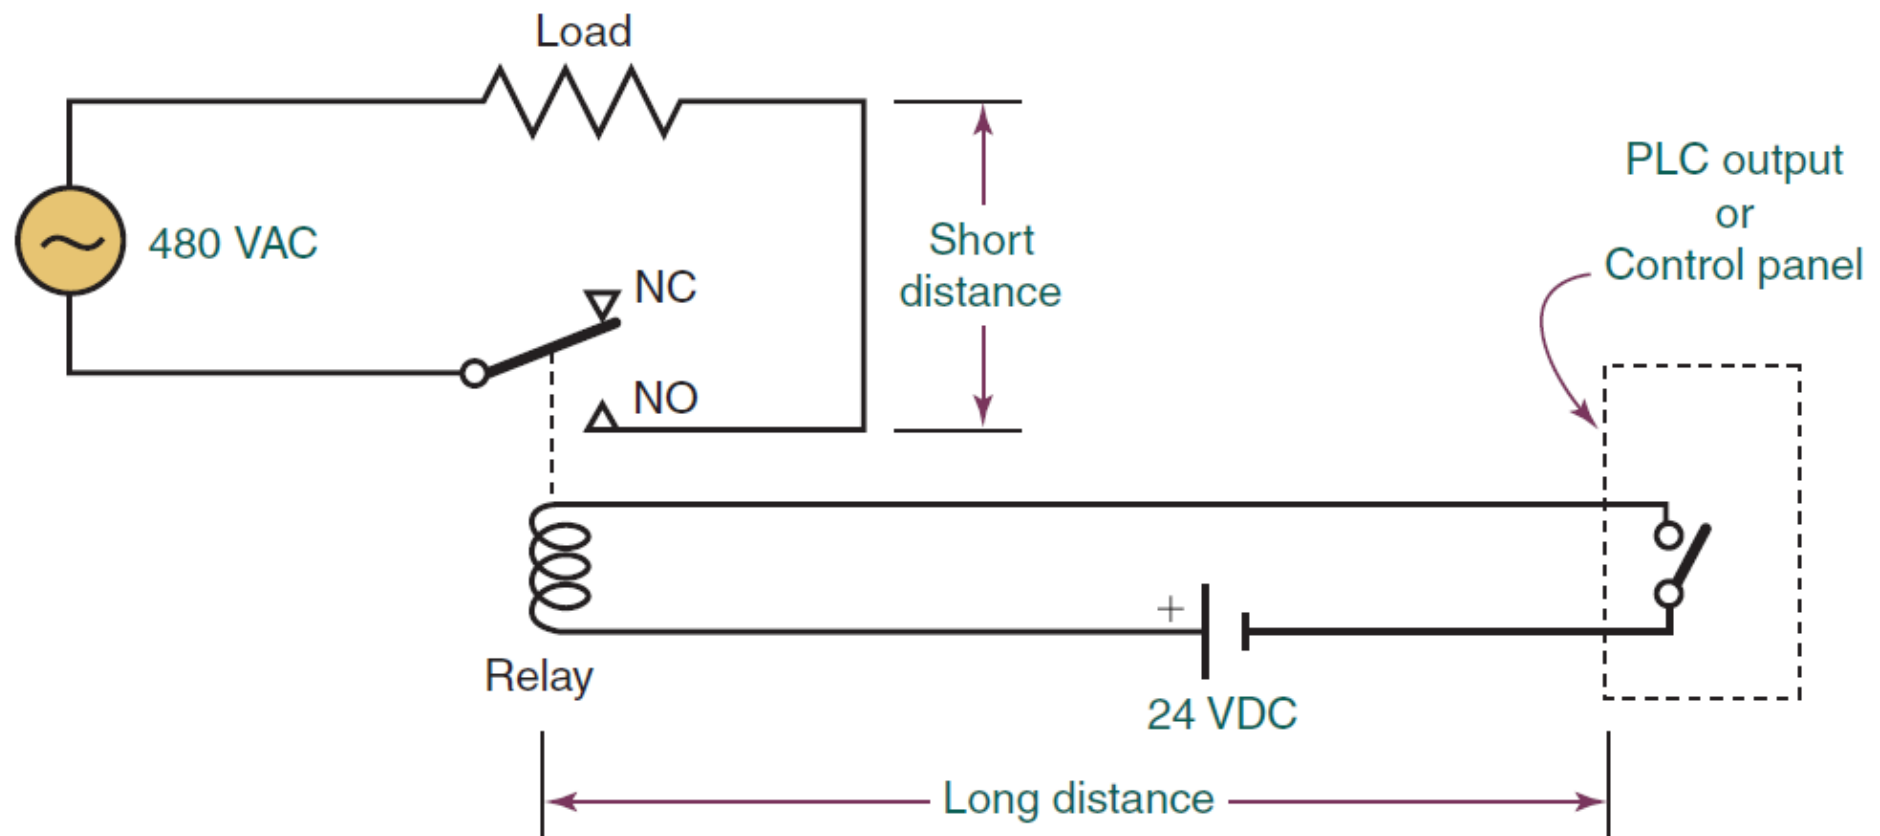 Load
PLC output
or
Control panel
480 VAC
Short
distance
NC
NO
+
Relay
24 VDC
Long distance